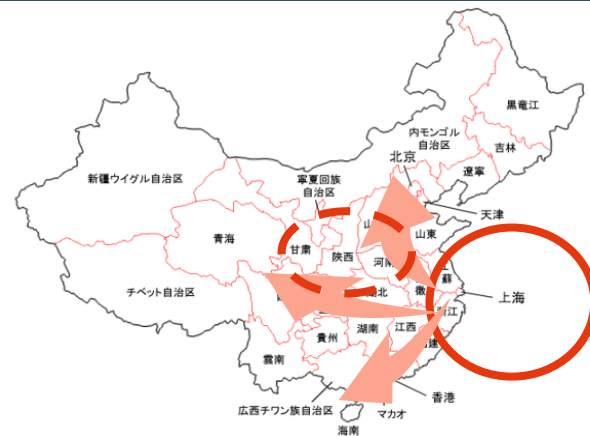 黒竜江
内モンゴル
自治区
吉林
北京
遼寧
新疆ウイグル自治区
寧夏回族
自治区
天津
青海
甘粛
山東
陝西
河南
チベット自治区
上海
蘇
湖北
浙江
湖南
江西
貴州
雲南
香港
広西チワン族自治区
マカオ
海南